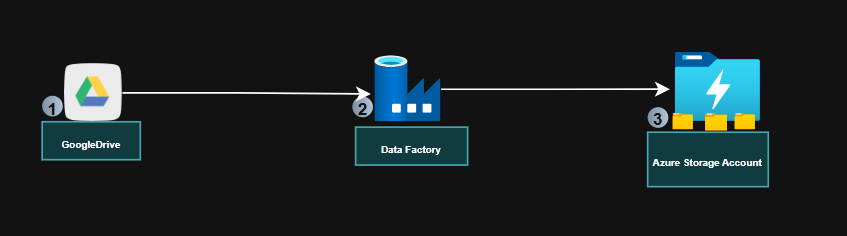 1
GoogleDrive
2
Data Factory
3
Azure Storage Account